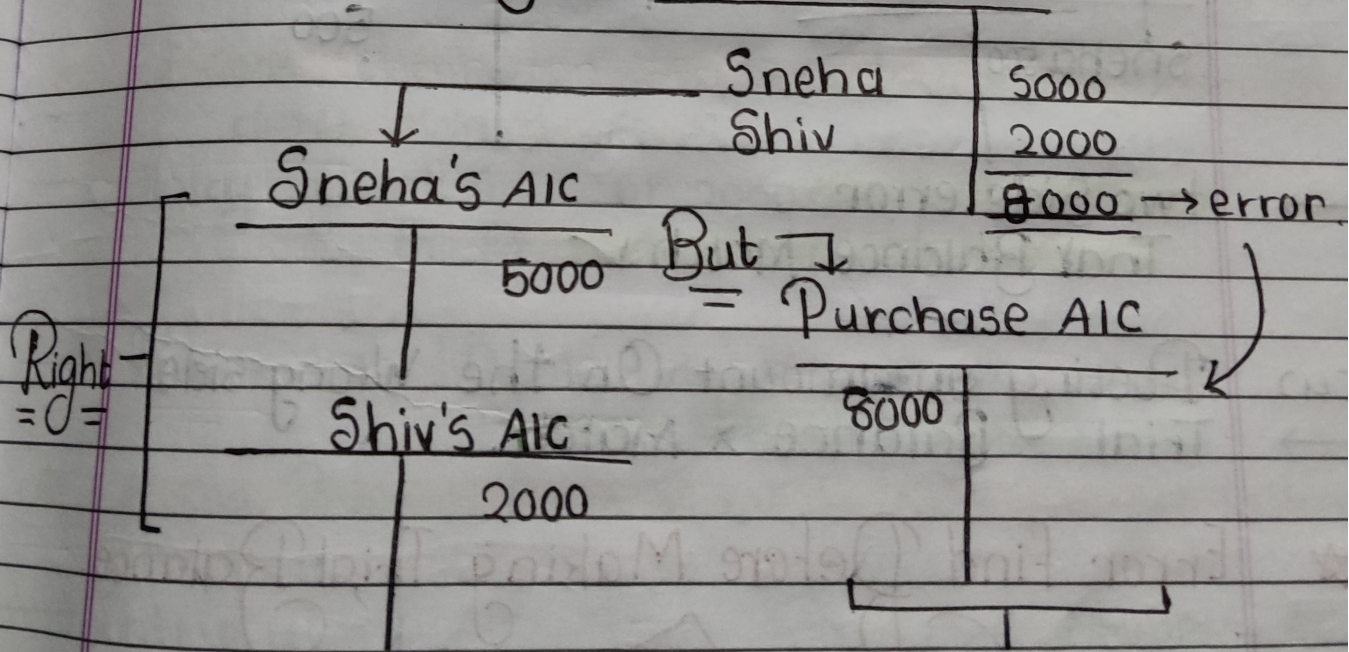 Sneha 5000
Shiv 2000
8000 → error
Sneha's A/C
5000
But
Purchase A/C
Right
8000
Shiv's A/C
2000